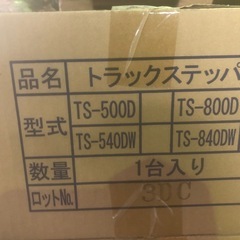 品名 トラックステッパ
型式 TS-500D TS-800D
TS-540DW TS-840DW
数量 1台入り
ロットNo. 3DC